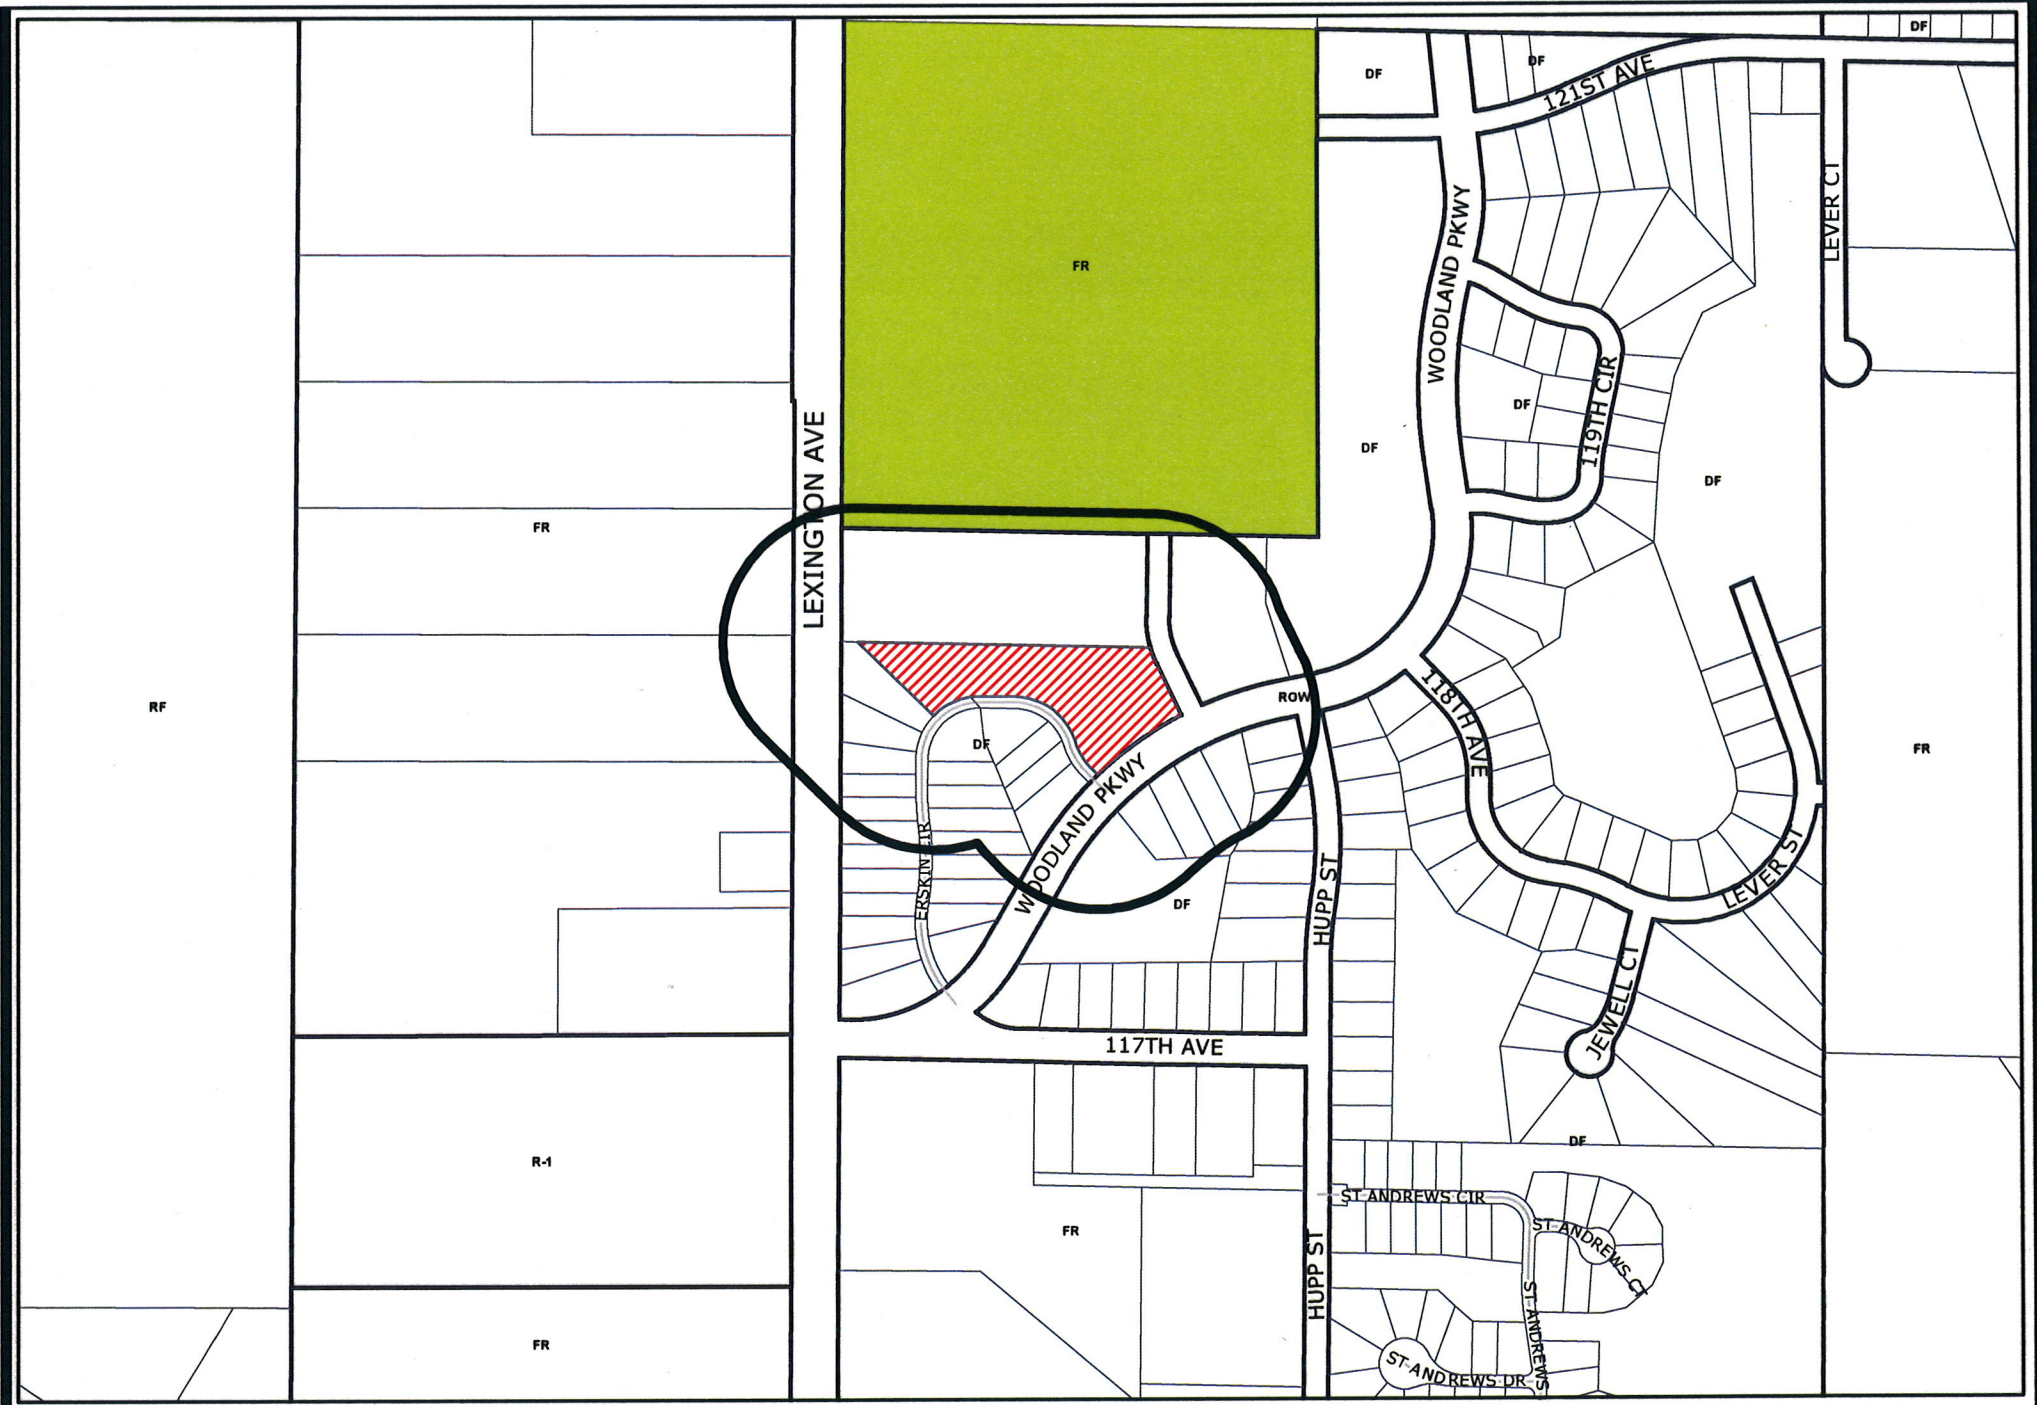 DF
DF
DF
121ST AVE
LEVER CT
WOODLAND PKWY
FR
WOODLAND PKWY
119TH CIR
DF
DF
DF
LEXINGTON AVE
FR
RF
ROW
118TH AVE
DF
FR
WOODLAND PKWY
ERSKIN CIR
DF
HUPP ST
LEVER ST
JEWELL CT
117TH AVE
R-1
DF
ST ANDREWS CIR
ST ANDREWS CT
FR
HUPP ST
ST ANDREWS
FR
ST ANDREWS DR